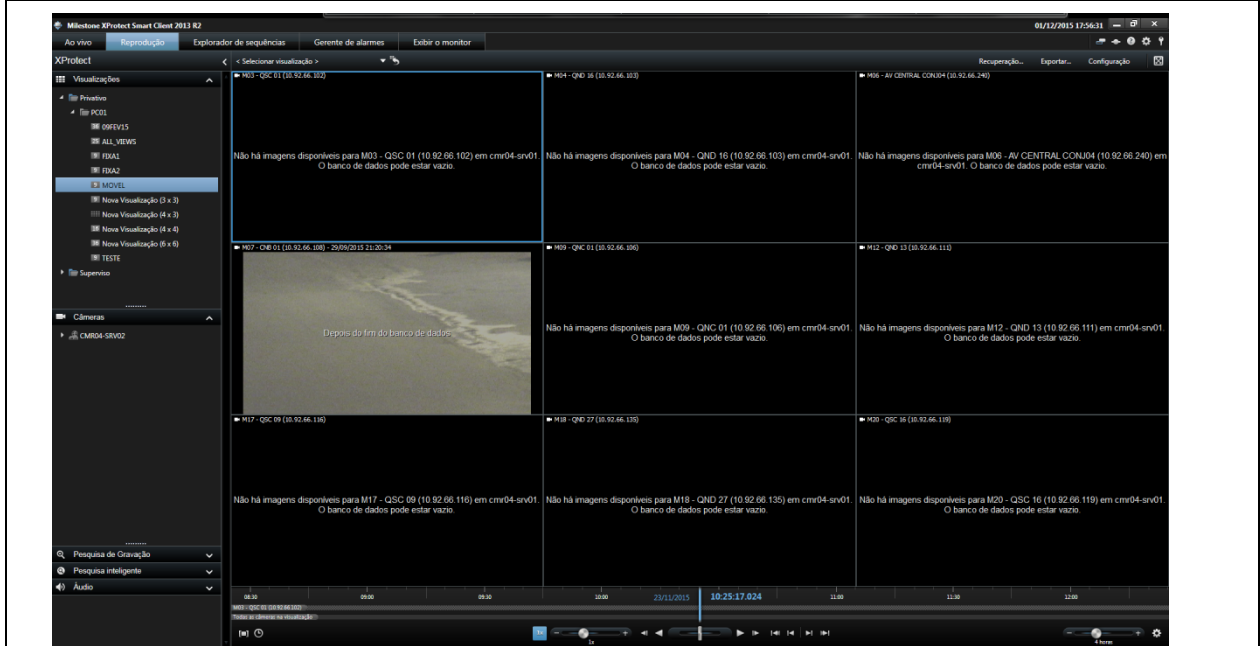 Milestone XProtect Smart Client 2013 R2
01/12/2015 17:56:31
Ao vivo
Reprodução
Explorador de sequências
Gerente de alarmes
Exibir o monitor
XProtect
< Selecionar visualização >
Recuperação...
Exportar...
Configuração
Visualizações
Privativo
PC01
09FEV15
ALL_VIEWS
FIXA1
FIXA2
MOVEL
Nova Visualização (3 x 3)
Nova Visualização (4 x 3)
Nova Visualização (4 x 4)
Nova Visualização (6 x 6)
TESTE
Superviso
Câmeras
CMR04-SRV02
Pesquisa de Gravação
Pesquisa inteligente
Áudio
M03 - QSC 01 (10.92.66.102)
Não há imagens disponíveis para M03 - QSC 01 (10.92.66.102) em cmr04-srv01.
O banco de dados pode estar vazio.
M04 - QND 16 (10.92.66.103)
Não há imagens disponíveis para M04 - QND 16 (10.92.66.103) em cmr04-srv01.
O banco de dados pode estar vazio.
M06 - AV CENTRAL CONJ04 (10.92.66.240)
Não há imagens disponíveis para M06 - AV CENTRAL CONJ04 (10.92.66.240) em
cmr04-srv01. O banco de dados pode estar vazio.
M07 - CNB 01 (10.92.66.108) - 29/09/2015 21:20:34
Depois do fim do banco de dados
M09 - QNC 01 (10.92.66.106)
Não há imagens disponíveis para M09 - QNC 01 (10.92.66.106) em cmr04-srv01.
O banco de dados pode estar vazio.
M12 - QND 13 (10.92.66.111)
Não há imagens disponíveis para M12 - QND 13 (10.92.66.111) em cmr04-srv01.
O banco de dados pode estar vazio.
M17 - QSC 09 (10.92.66.116)
Não há imagens disponíveis para M17 - QSC 09 (10.92.66.116) em cmr04-srv01.
O banco de dados pode estar vazio.
M18 - QND 27 (10.92.66.135)
Não há imagens disponíveis para M18 - QND 27 (10.92.66.135) em cmr04-srv01.
O banco de dados pode estar vazio.
M20 - QSC 16 (10.92.66.119)
Não há imagens disponíveis para M20 - QSC 16 (10.92.66.119) em cmr04-srv01.
O banco de dados pode estar vazio.
08:30
09:00
09:30
10:00
23/11/2015
10:25:17.024
11:00
11:30
12:00
M03 - QSC 01 (10.92.66.102)
Todas as câmeras na visualização
1x
1x
4 horas